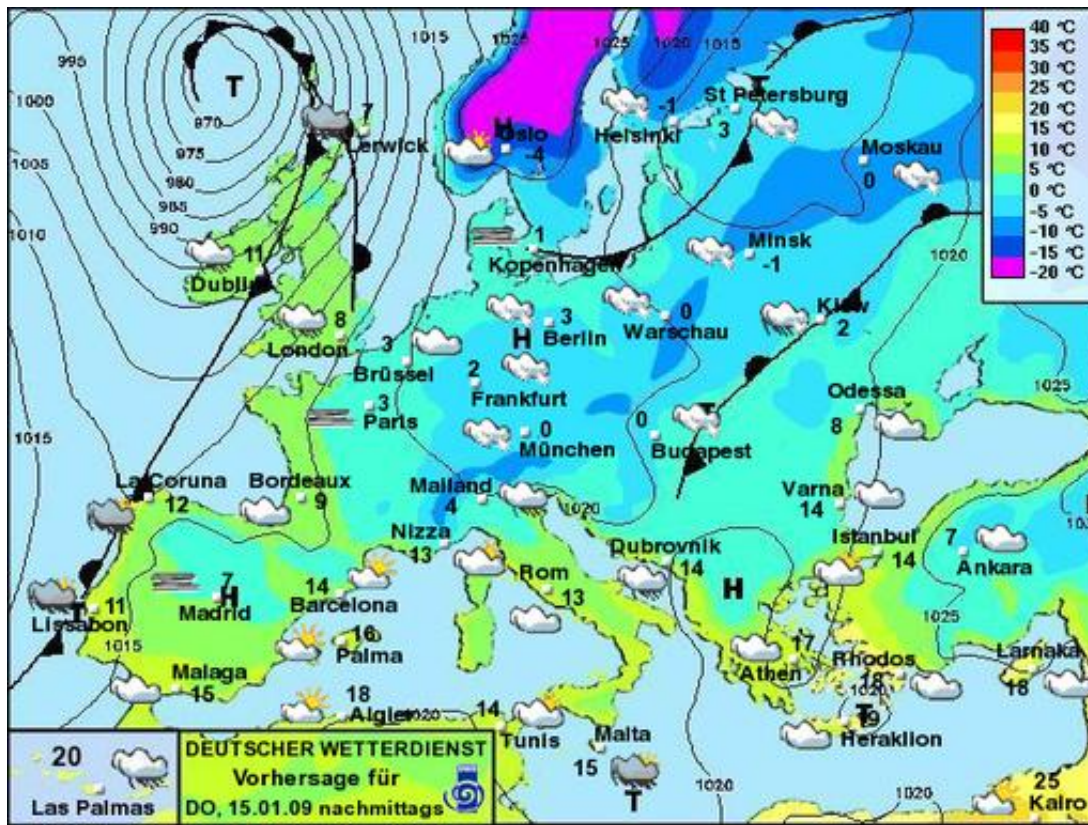 995
1000
1005
1010
1015
970
975
980
985
990
1015
1025
1025
1020
1015
T
H
T
40 °C
35 °C
30 °C
25 °C
20 °C
15 °C
10 °C
5 °C
0 °C
-5 °C
-10 °C
-15 °C
-20 °C
7
Lerwick
Oslo
-4
-1
Helsinki
St Petersburg
3
Moskau
0
11
Dublin
1
Kopenhagen
Minsk
-1
1020
8
London
3
Brüssel
3
Berlin
H
0
Warschau
Kiew
2
2
Frankfurt
3
Paris
0
München
0
T
Budapest
Odessa
8
1025
La Coruna
12
Bordeaux
9
Mailand
4
1020
Varna
14
1020
Nizza
13
Dubrovnik
14
Istanbul
14
7
Ankara
7
Madrid
H
14
Barcelona
Rom
13
H
1025
11
Lissabon
T
1015
16
Palma
17
Athen
Rhodos
18
1020
Larnaka
18
Malaga
15
18
Algier
1020
14
Tunis
Malta
15
T
T
19
Heraklion
1020
1020
25
Kairo
20
Las Palmas
DEUTSCHER WETTERDIENST
Vorhersage für
DO, 15.01.09 nachmittags